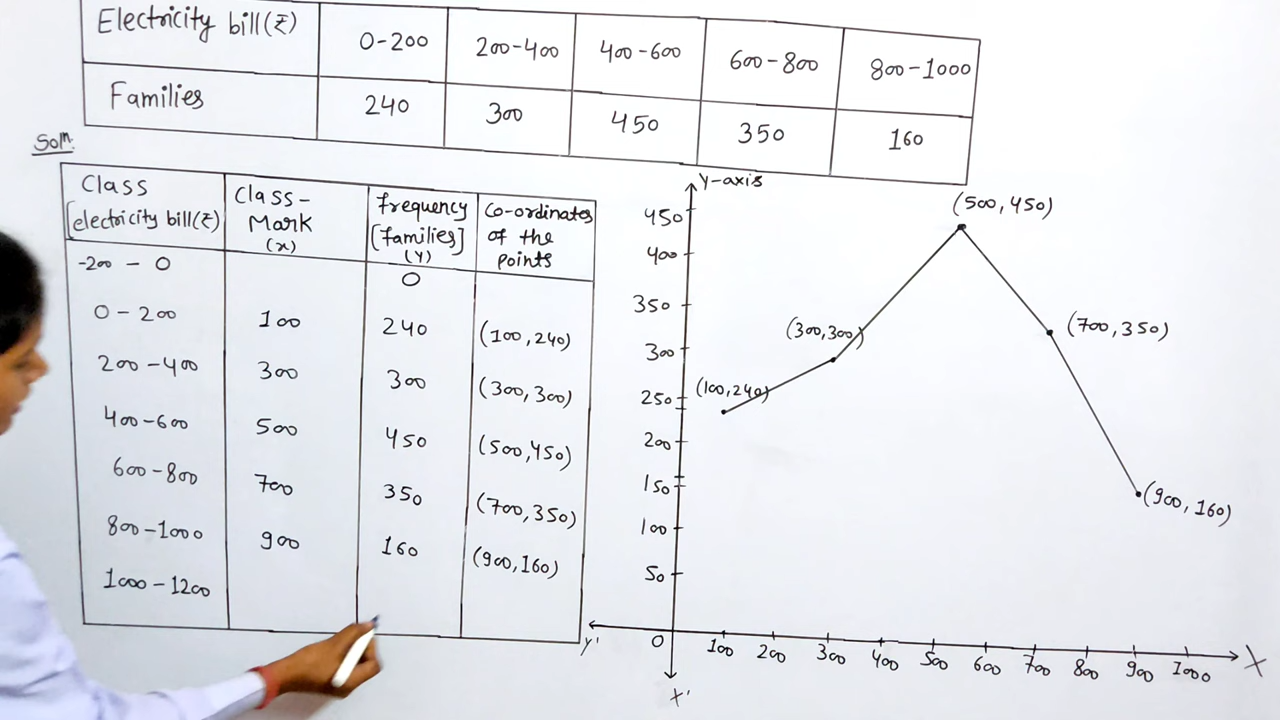 Electricity bill(₹) 0-200 200-400 400-600 600-800 800-1000
Families 240 300 450 350 160
Solⁿ.
Class
[electricity bill(₹)]
Class-
Mark
(x)
frequency
[families]
(Y)
Co-ordinates
of the
points
-200 - 0 0
0-200 100 240 (100,240)
200-400 300 300 (300,300)
400-600 500 450 (500,450)
600-800 700 350 (700,350)
800-1000 900 160 (900,160)
1000-1200
Y-axis
450
400
350
300
250
200
150
100
50
(500,450)
(700,350)
(300,300)
(100,240)
(900,160)
Y' 0 100 200 300 400 500 600 700 800 900 1000 X
X'